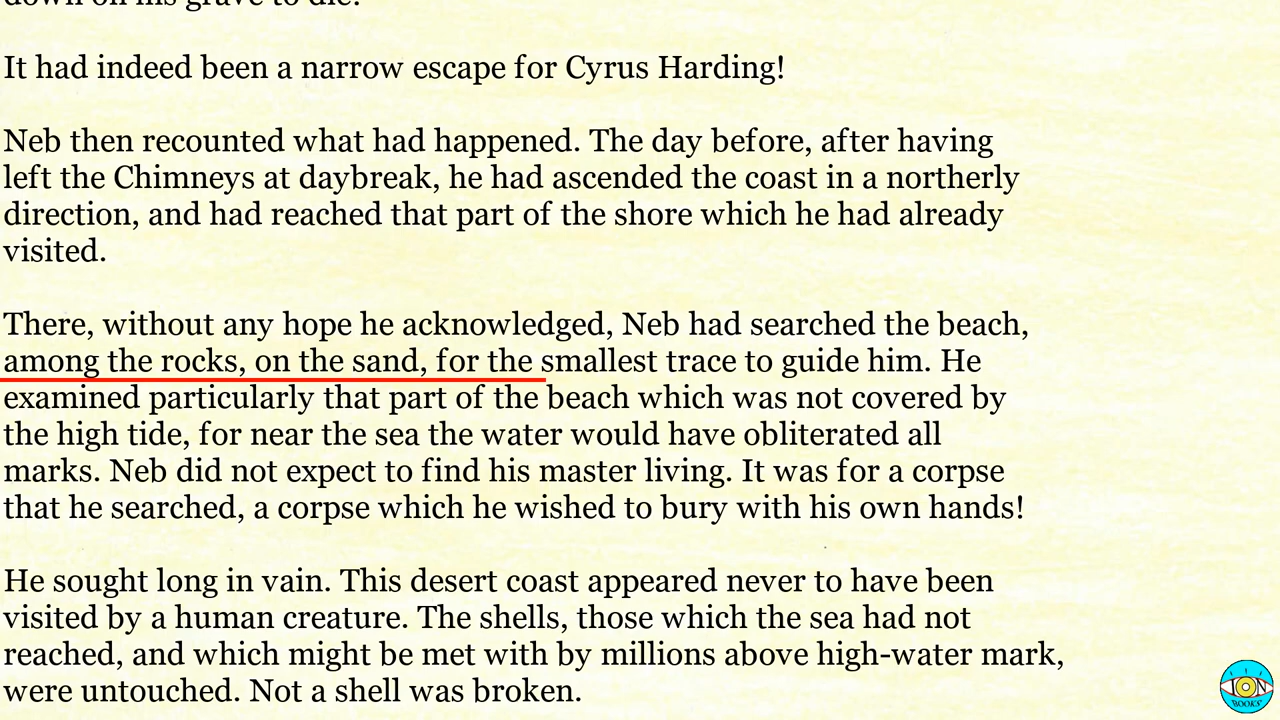 down on his grave to die.
It had indeed been a narrow escape for Cyrus Harding!
Neb then recounted what had happened. The day before, after having
left the Chimneys at daybreak, he had ascended the coast in a northerly
direction, and had reached that part of the shore which he had already
visited.
There, without any hope he acknowledged, Neb had searched the beach,
among the rocks, on the sand, for the smallest trace to guide him. He
examined particularly that part of the beach which was not covered by
the high tide, for near the sea the water would have obliterated all
marks. Neb did not expect to find his master living. It was for a corpse
that he searched, a corpse which he wished to bury with his own hands!
He sought long in vain. This desert coast appeared never to have been
visited by a human creature. The shells, those which the sea had not
reached, and which might be met with by millions above high-water mark,
were untouched. Not a shell was broken.
ION
BOOKS